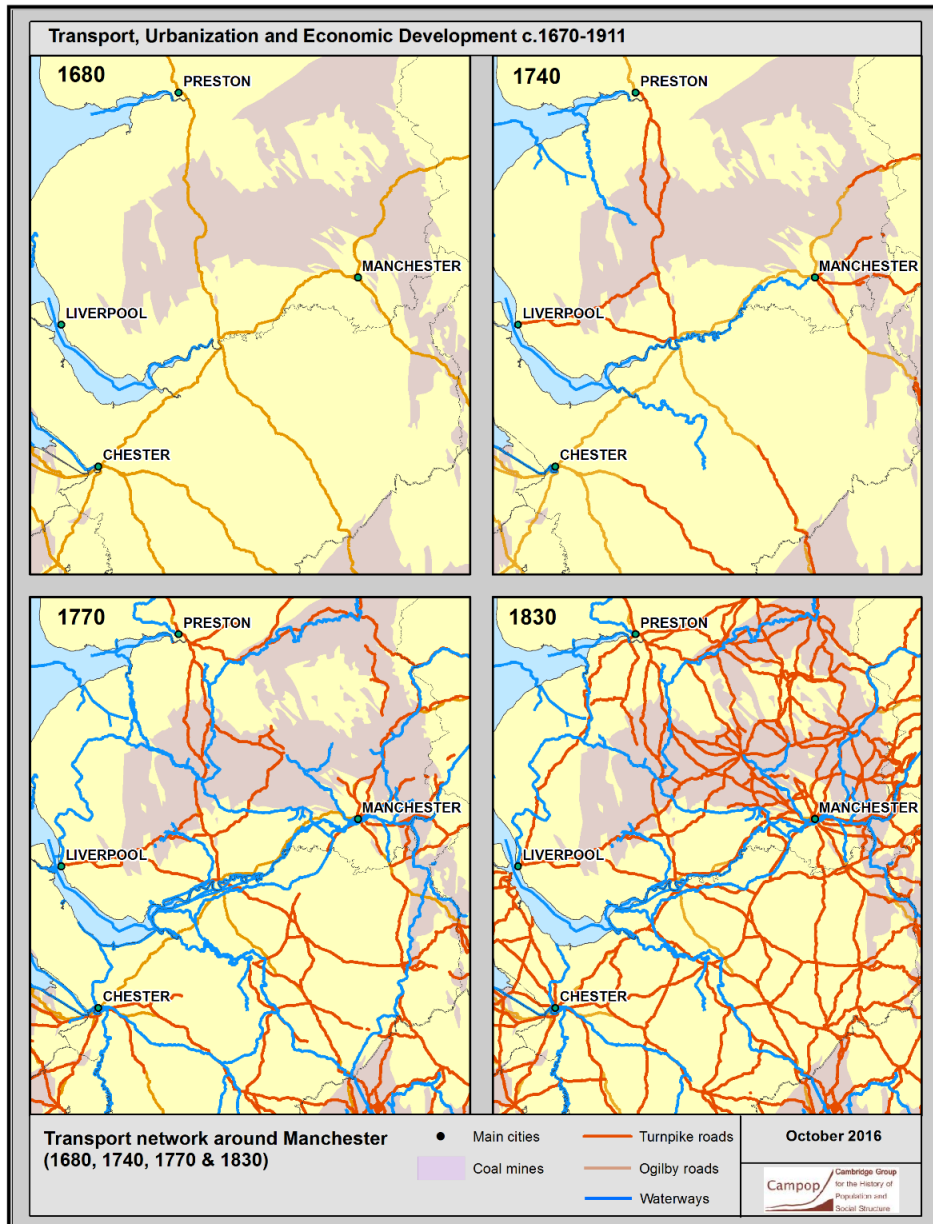 Transport, Urbanization and Economic Development c.1670-1911
1680
PRESTON
MANCHESTER
LIVERPOOL
CHESTER
1740
PRESTON
MANCHESTER
LIVERPOOL
CHESTER
1770
PRESTON
MANCHESTER
LIVERPOOL
CHESTER
1830
PRESTON
MANCHESTER
LIVERPOOL
CHESTER
Transport network around Manchester
(1680, 1740, 1770 & 1830)
Main cities
Coal mines
Turnpike roads
Ogilby roads
Waterways
October 2016
Campop
Cambridge Group
for the History of
Population and
Social Structure